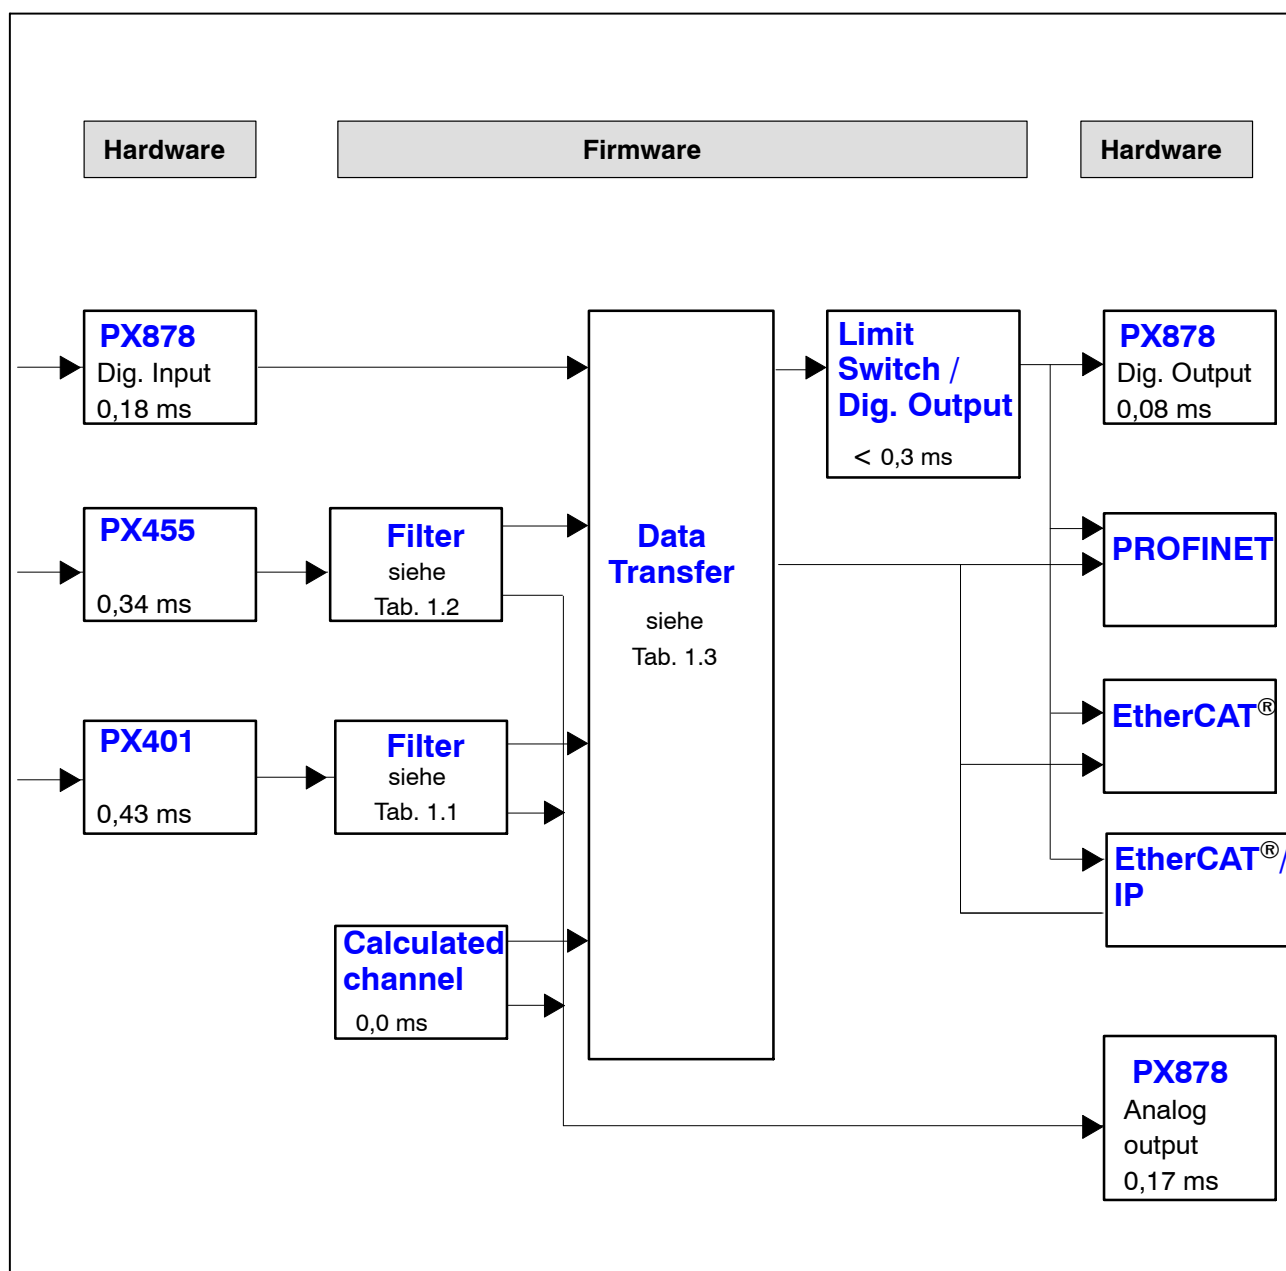 Hardware
Firmware
Hardware
PX878
Dig. Input
0,18 ms
Limit
Switch /
Dig. Output
< 0,3 ms
PX878
Dig. Output
0,08 ms
PX455
0,34 ms
Filter
siehe
Tab. 1.2
Data
Transfer
siehe
Tab. 1.3
PROFINET
PX401
0,43 ms
Filter
siehe
Tab. 1.1
EtherCAT®
EtherCAT®/
IP
Calculated
channel
0,0 ms
PX878
Analog
output
0,17 ms